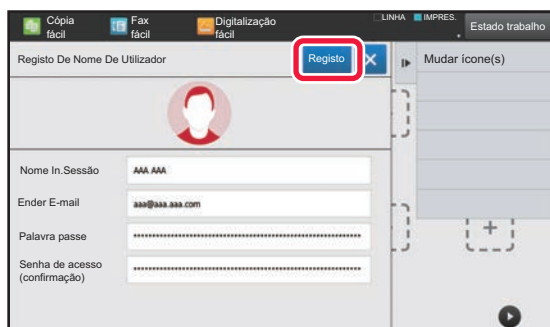 Cópia
fácil
Fax
fácil
Digitalização
fácil
LINHA
IMPRES.
Estado trabalho
Registo De Nome De Utilizador
Registo
Mudar ícone(s)
Nome In.Sessão
AAA AAA
Ender E-mail
aaa@aaa.aaa.com
Palavra passe
Senha de acesso
(confirmação)